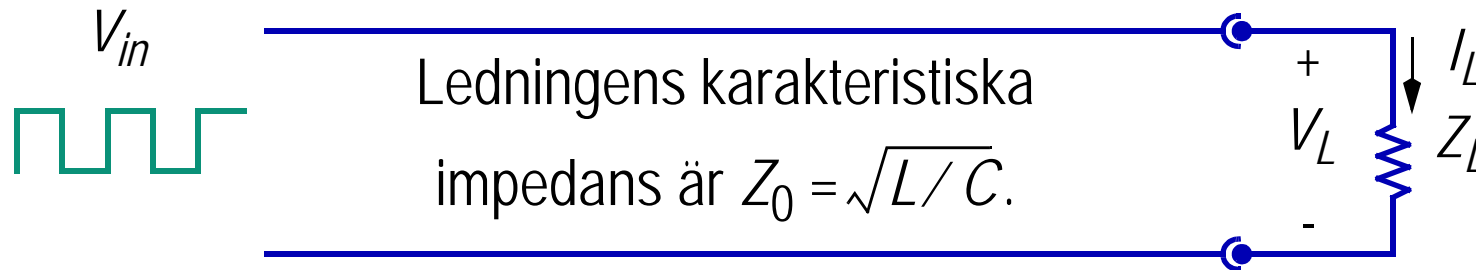 V_in
Ledningens karakteristiska
impedans är Z_0 = √L / C.
+
V_L
-
I_L
Z_L